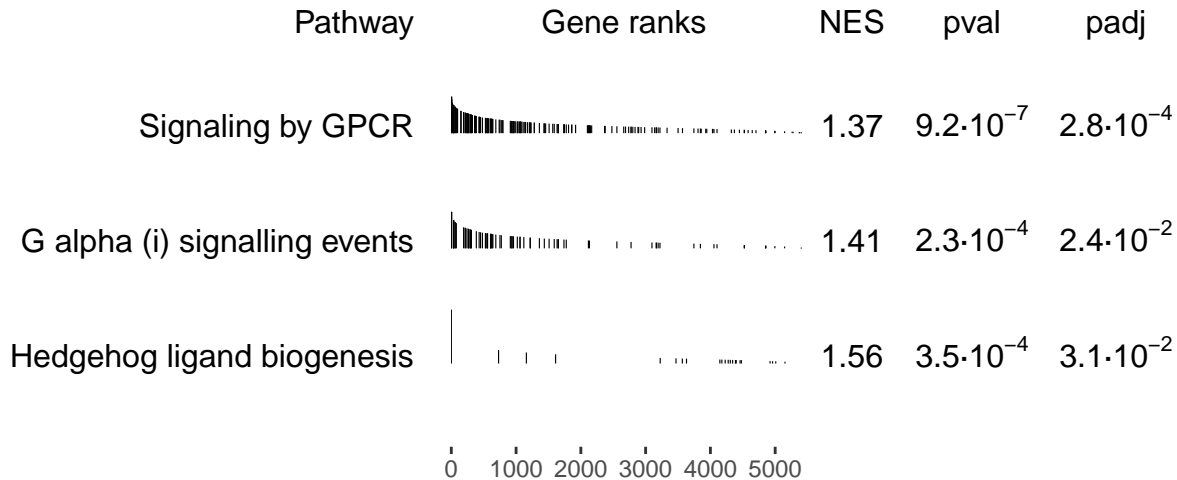 Pathway Gene ranks NES pval padj
Signaling by GPCR 1.37 9.2·10⁻⁷ 2.8·10⁻⁴
G alpha (i) signalling events 1.41 2.3·10⁻⁴ 2.4·10⁻²
Hedgehog ligand biogenesis 1.56 3.5·10⁻⁴ 3.1·10⁻²
0 1000 2000 3000 4000 5000